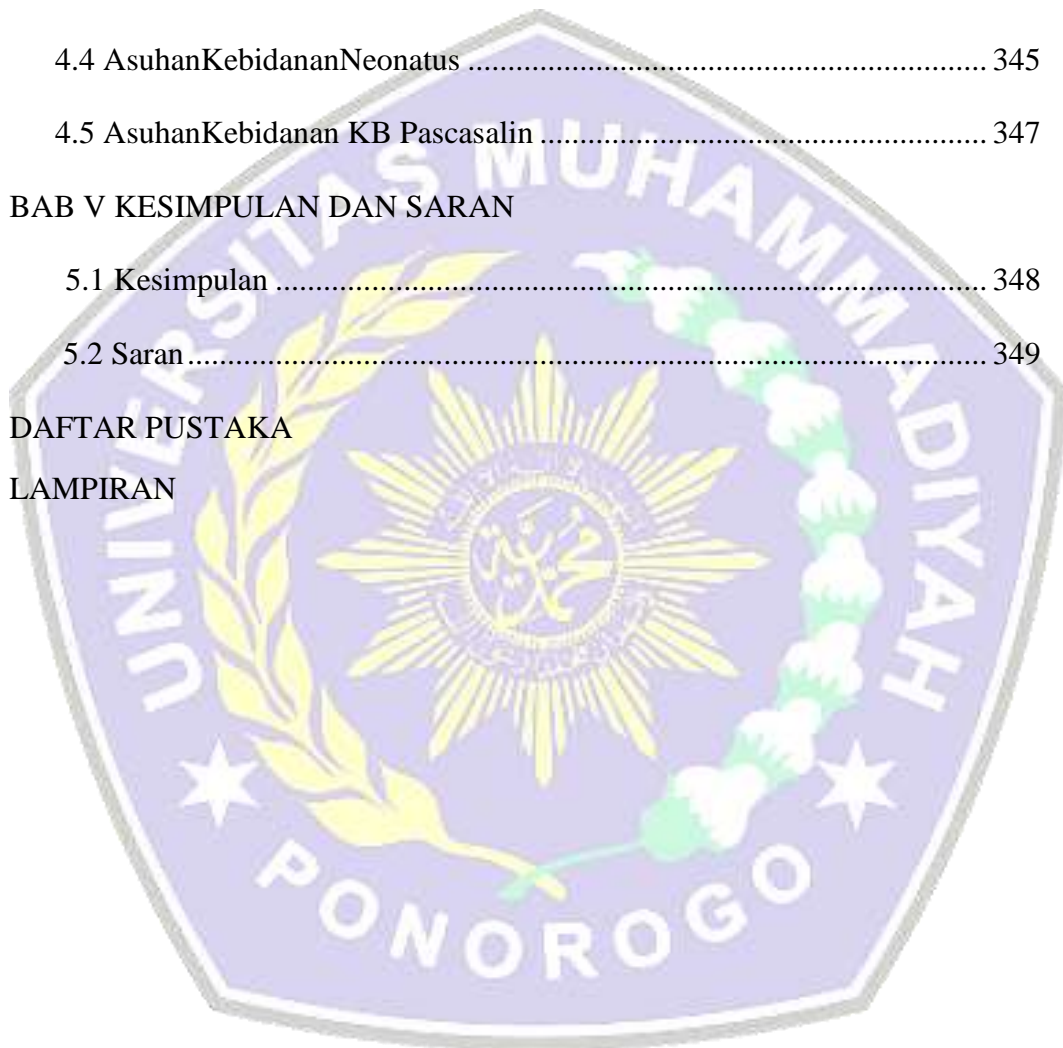 4.4 AsuhanKebidananNeonatus ................................................................. 345
4.5 AsuhanKebidanan KB Pascasalin ........................................................ 347
BAB V KESIMPULAN DAN SARAN
5.1 Kesimpulan ......................................................................................... 348
5.2 Saran .................................................................................................... 349
DAFTAR PUSTAKA
LAMPIRAN
UNIVERSITAS MUHAMMADIYAH
PONOROGO